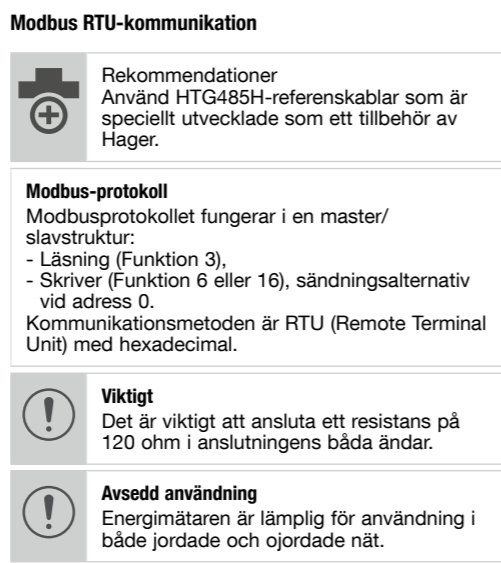 Modbus RTU-kommunikation
Rekommendationer
Använd HTG485H-referenskablar som är
speciellt utvecklade som ett tillbehör av
Hager.
Modbus-protokoll
Modbusprotokollet fungerar i en master/
slavstruktur:
- Läsning (Funktion 3),
- Skriver (Funktion 6 eller 16), sändningsalternativ
vid adress 0.
Kommunikationsmetoden är RTU (Remote Terminal
Unit) med hexadecimal.
Viktigt
Det är viktigt att ansluta ett resistans på
120 ohm i anslutningens båda ändar.
Avsedd användning
Energimätaren är lämplig för användning i
både jordade och ojordade nät.